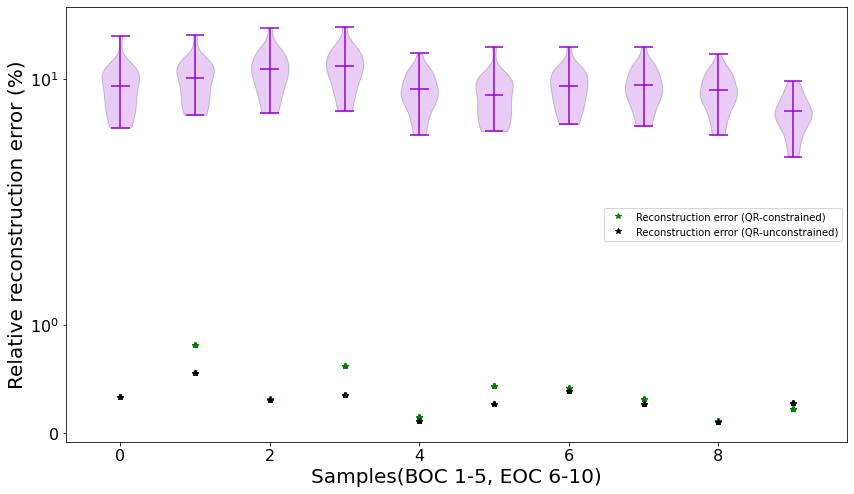 Relative reconstruction error (%)
10¹
10⁰
0
Reconstruction error (QR-constrained)
Reconstruction error (QR-unconstrained)
0 2 4 6 8
Samples(BOC 1-5, EOC 6-10)